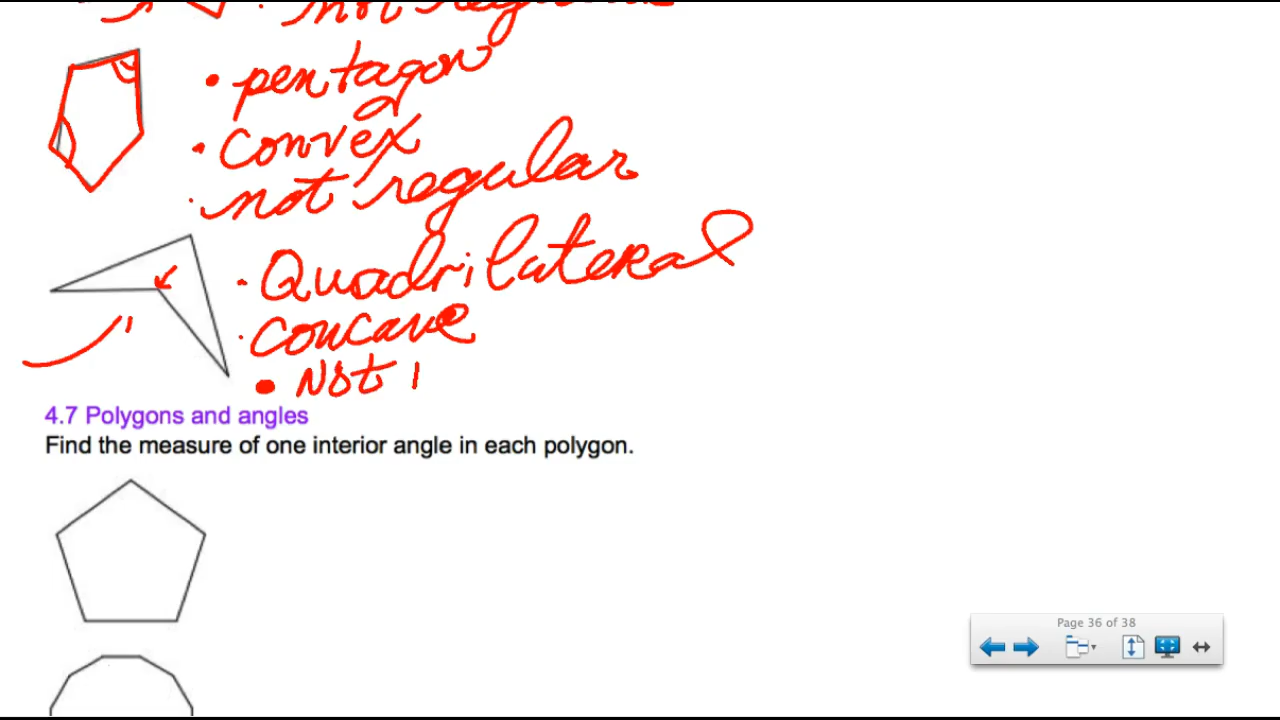 not
• pentagon
• convex
. not regular
• Quadrilateral
. concave
• Not
4.7 Polygons and angles
Find the measure of one interior angle in each polygon.
Page 36 of 38